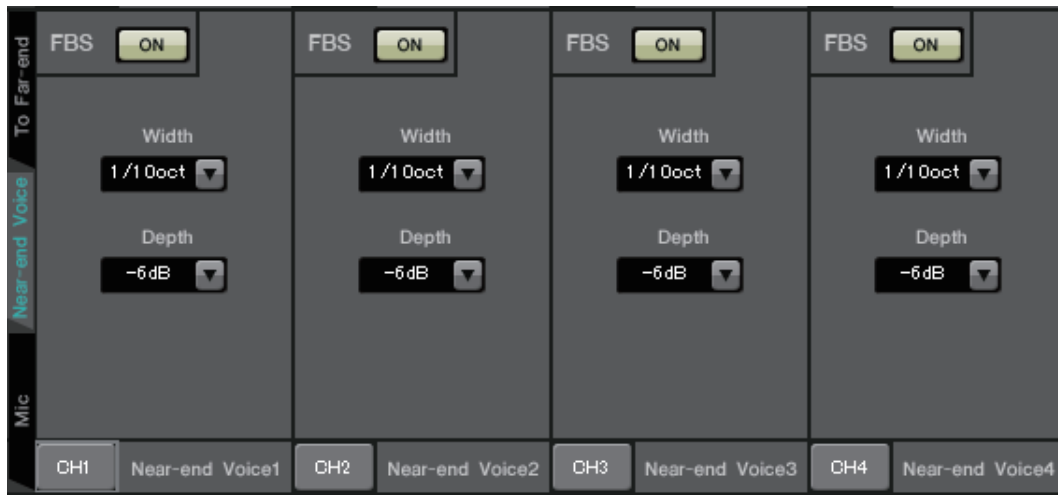 To Far-end
Near-end Voice
Mic
FBS ON
Width
1/10oct
Depth
-6dB
CH1 Near-end Voice1
FBS ON
Width
1/10oct
Depth
-6dB
CH2 Near-end Voice2
FBS ON
Width
1/10oct
Depth
-6dB
CH3 Near-end Voice3
FBS ON
Width
1/10oct
Depth
-6dB
CH4 Near-end Voice4